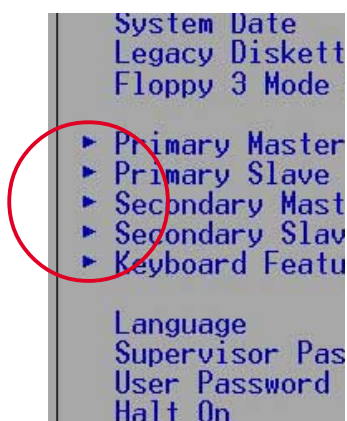 System Date
Legacy Diskett
Floppy 3 Mode
Primary Master
Primary Slave
Secondary Mast
Secondary Slav
Keyboard Featu
Language
Supervisor Pas
User Password
Halt On